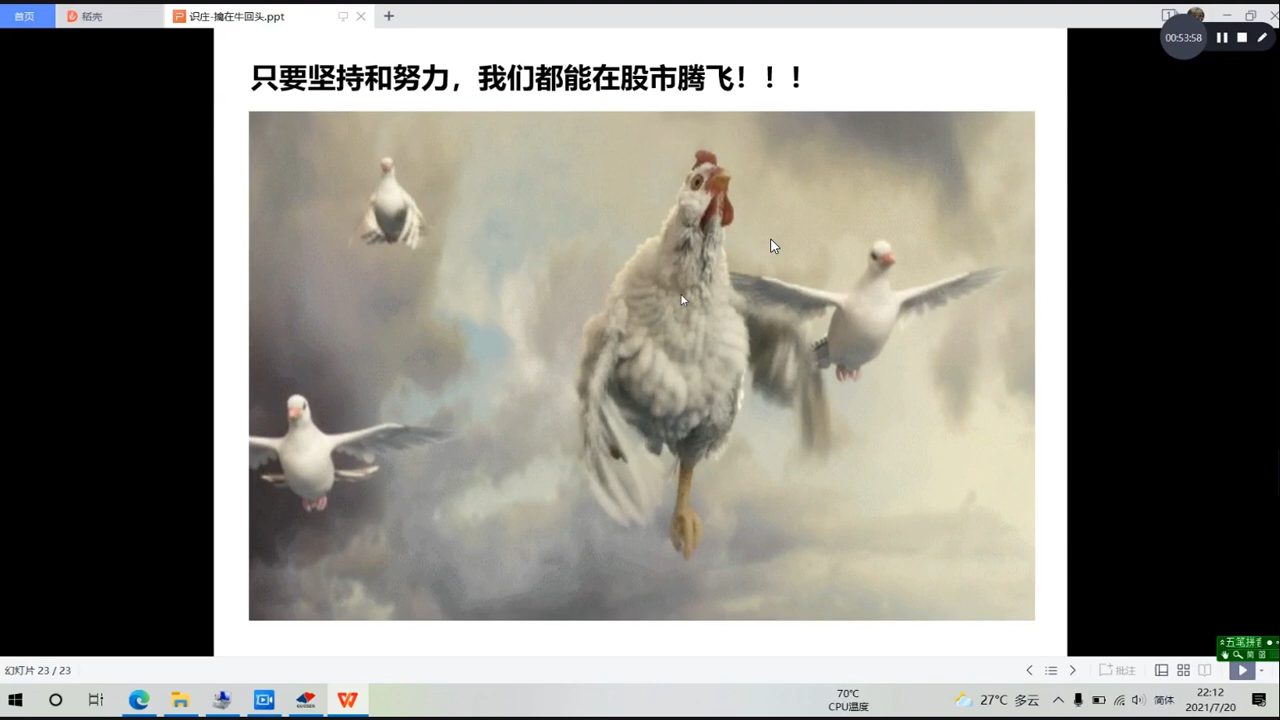 首页
稻壳
识庄-擒在牛回头.ppt
00:53:58
只要坚持和努力，我们都能在股市腾飞！！！
五笔拼音
简
幻灯片 23 / 23
批注
70℃
CPU温度
27°C 多云
简体
22:12
2021/7/20